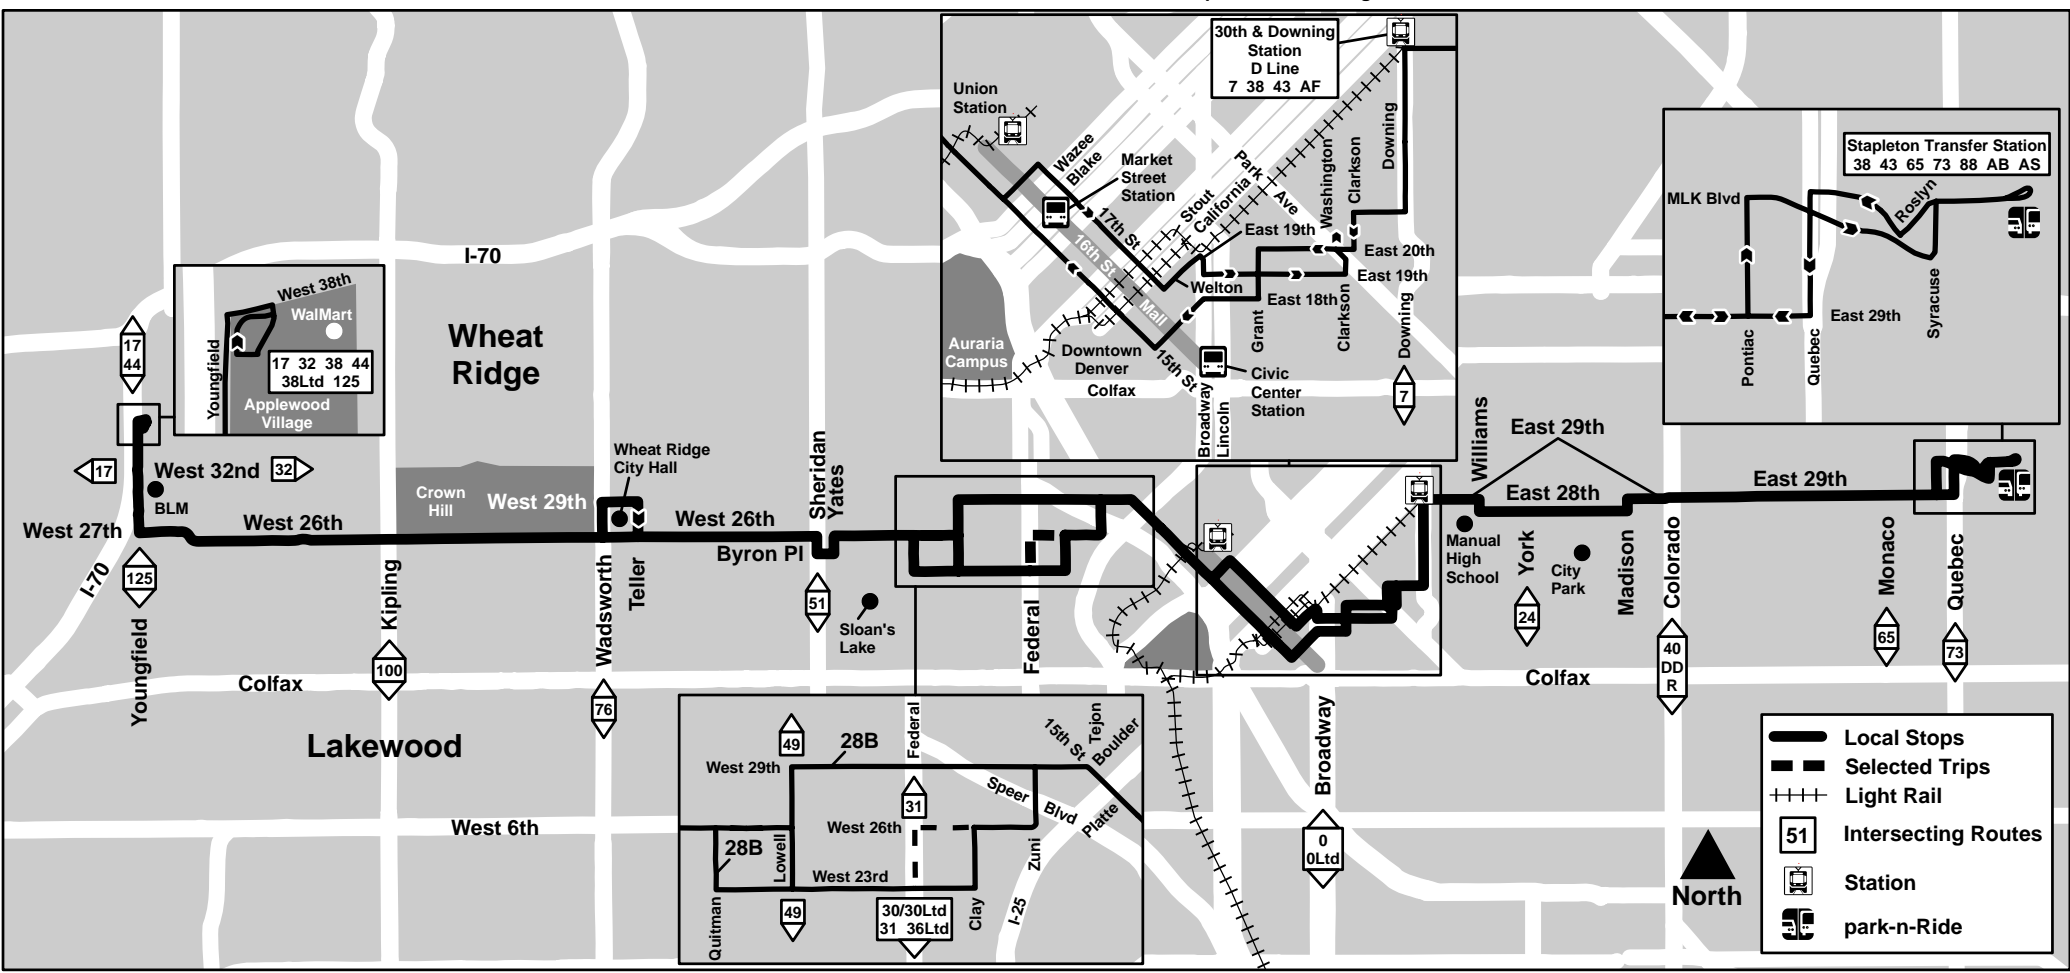 30th & Downing
Station
D Line
7 38 43 AF
Union
Station
Wazee
Blake
Market
Street
Station
17th St
16th St
Mall
Stout
California
Park
Ave
Washington
Clarkson
Downing
East 19th
East 20th
East 19th
East 18th
Welton
Grant
Clarkson
Downing
7
Auraria
Campus
Downtown
Denver
Colfax
15th St
Broadway
Lincoln
Civic
Center
Station
Stapleton Transfer Station
38 43 65 73 88 AB AS
MLK Blvd
Roslyn
Syracuse
East 29th
Pontiac
Quebec
I-70
West 38th
WalMart
Youngfield
17 32 38 44
38Ltd 125
Applewood
Village
17
44
Wheat
Ridge
17
West 32nd
32
BLM
West 27th
West 26th
Crown
Hill
West 29th
Wheat Ridge
City Hall
West 26th
Byron Pl
Sheridan
Yates
I-70
125
Youngfield
Kipling
100
Wadsworth
Teller
76
51
Sloan's
Lake
Federal
Colfax
Lakewood
West 6th
49
28B
West 29th
Federal
15th St
Tejon
Boulder
Speer
Blvd
Platte
31
West 26th
28B
Lowell
West 23rd
Zuni
Quitman
49
30/30Ltd
31 36Ltd
Clay
I-25
Broadway
0
0Ltd
Williams
East 29th
East 28th
East 29th
Manual
High
School
York
24
City
Park
Madison
Colorado
40
DD
R
Monaco
65
Quebec
73
Colfax
North
Local Stops
Selected Trips
Light Rail
51 Intersecting Routes
Station
park-n-Ride